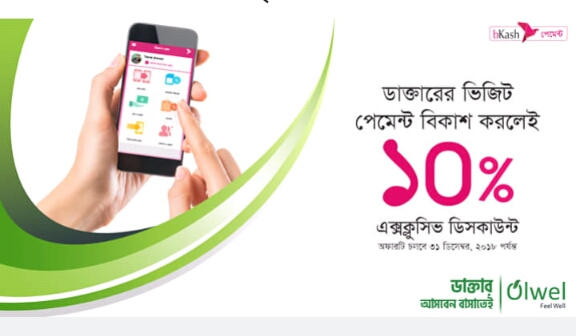 bKash পেমেন্ট
ডাক্তারের ভিজিট
পেমেন্ট বিকাশ করলেই
১০%
এক্সক্লুসিভ ডিসকাউন্ট
অফারটি চলবে ৩১ ডিসেম্বর, ২০১৮ পর্যন্ত
ডাক্তার
আসবেন বাসাতেই
Olwel
Feel Well